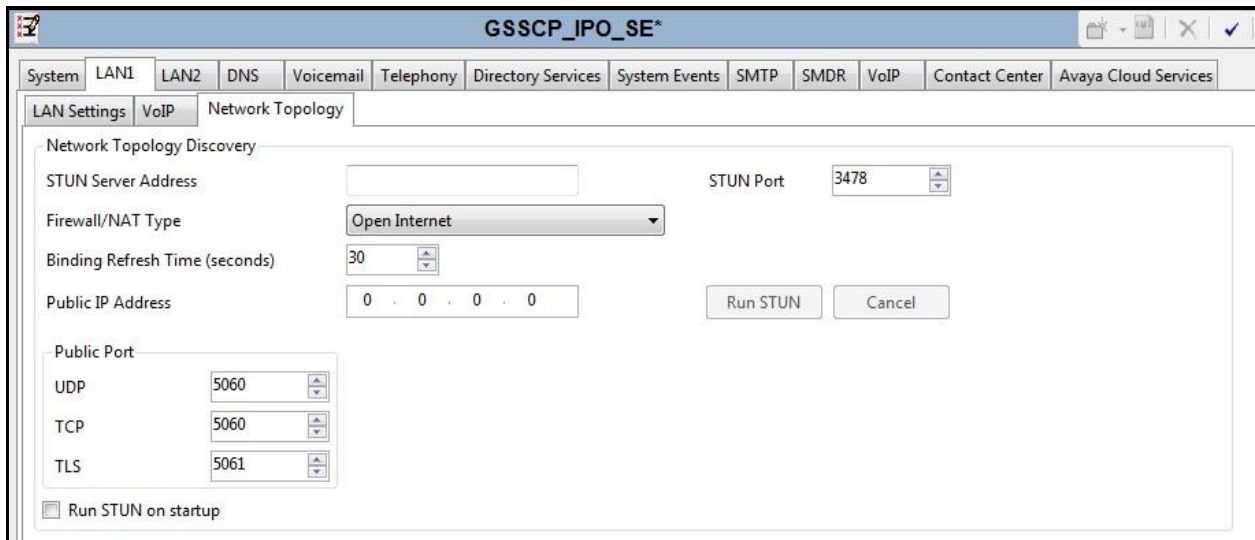 GSSCP_IPO_SE*
System LAN1 LAN2 DNS Voicemail Telephony Directory Services System Events SMTP SMDR VoIP Contact Center Avaya Cloud Services
LAN Settings VoIP Network Topology
Network Topology Discovery
STUN Server Address STUN Port 3478
Firewall/NAT Type Open Internet
Binding Refresh Time (seconds) 30
Public IP Address 0 . 0 . 0 . 0 Run STUN Cancel
Public Port
UDP 5060
TCP 5060
TLS 5061
Run STUN on startup